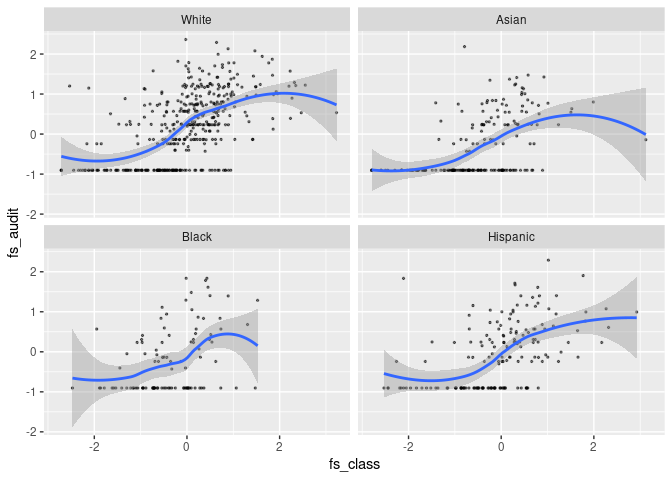 White Asian
2
1
0
-1
-2
fs_audit
Black Hispanic
2
1
0
-1
-2
-2 0 2 -2 0 2
fs_class